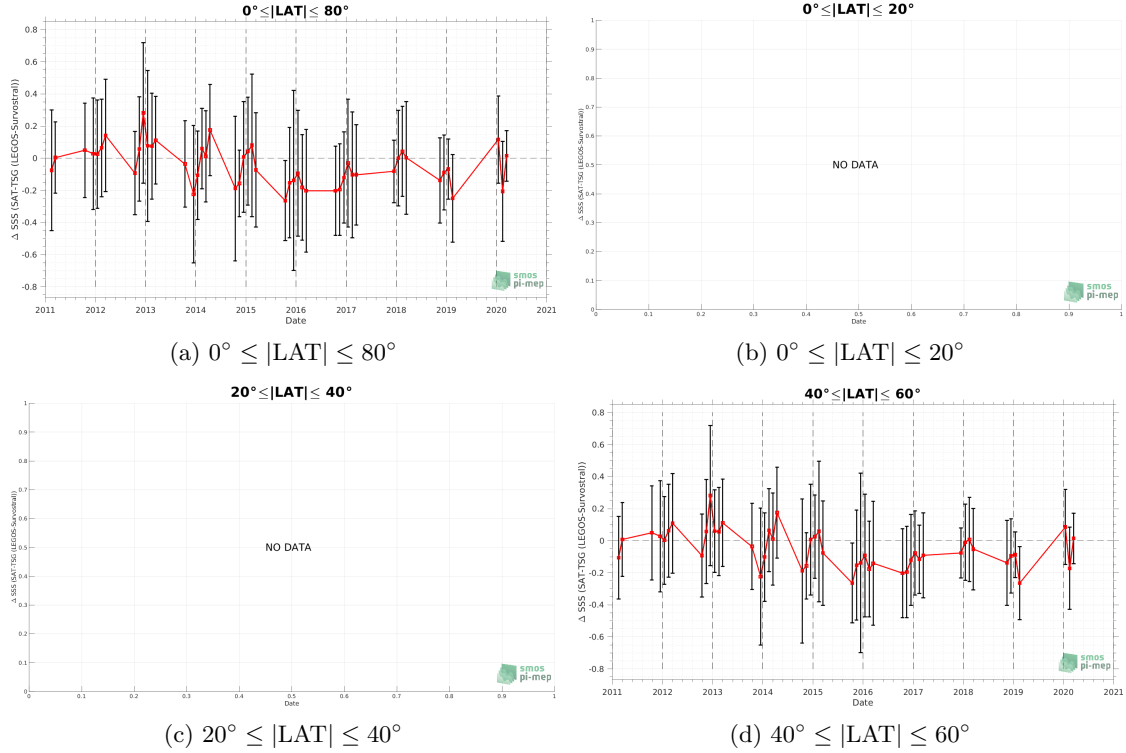 0°≤|LAT|≤ 80°
Δ SSS (SAT-TSG (LEGOS-Survostral))
0.8
0.6
0.4
0.2
0
-0.2
-0.4
-0.6
-0.8
2011 2012 2013 2014 2015 2016 2017 2018 2019 2020 2021
Date
smos
pi-mep
(a) 0° ≤ |LAT| ≤ 80°
0°≤|LAT|≤ 20°
Δ SSS (SAT-TSG (LEGOS-Survostral))
1
0.9
0.8
0.7
0.6
0.5
0.4
0.3
0.2
0.1
0
NO DATA
0 0.1 0.2 0.3 0.4 0.5 0.6 0.7 0.8 0.9 1
Date
smos
pi-mep
(b) 0° ≤ |LAT| ≤ 20°
20°≤|LAT|≤ 40°
Δ SSS (SAT-TSG (LEGOS-Survostral))
1
0.9
0.8
0.7
0.6
0.5
0.4
0.3
0.2
0.1
0
NO DATA
0 0.1 0.2 0.3 0.4 0.5 0.6 0.7 0.8 0.9 1
Date
smos
pi-mep
(c) 20° ≤ |LAT| ≤ 40°
40°≤|LAT|≤ 60°
Δ SSS (SAT-TSG (LEGOS-Survostral))
0.8
0.6
0.4
0.2
0
-0.2
-0.4
-0.6
-0.8
2011 2012 2013 2014 2015 2016 2017 2018 2019 2020 2021
Date
smos
pi-mep
(d) 40° ≤ |LAT| ≤ 60°